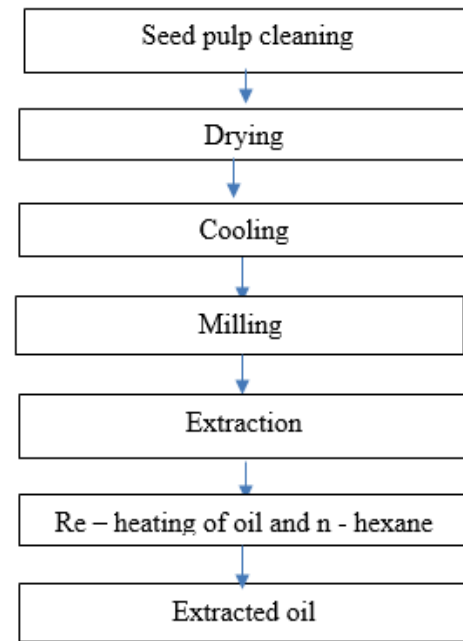 Seed pulp cleaning
Drying
Cooling
Milling
Extraction
Re – heating of oil and n - hexane
Extracted oil